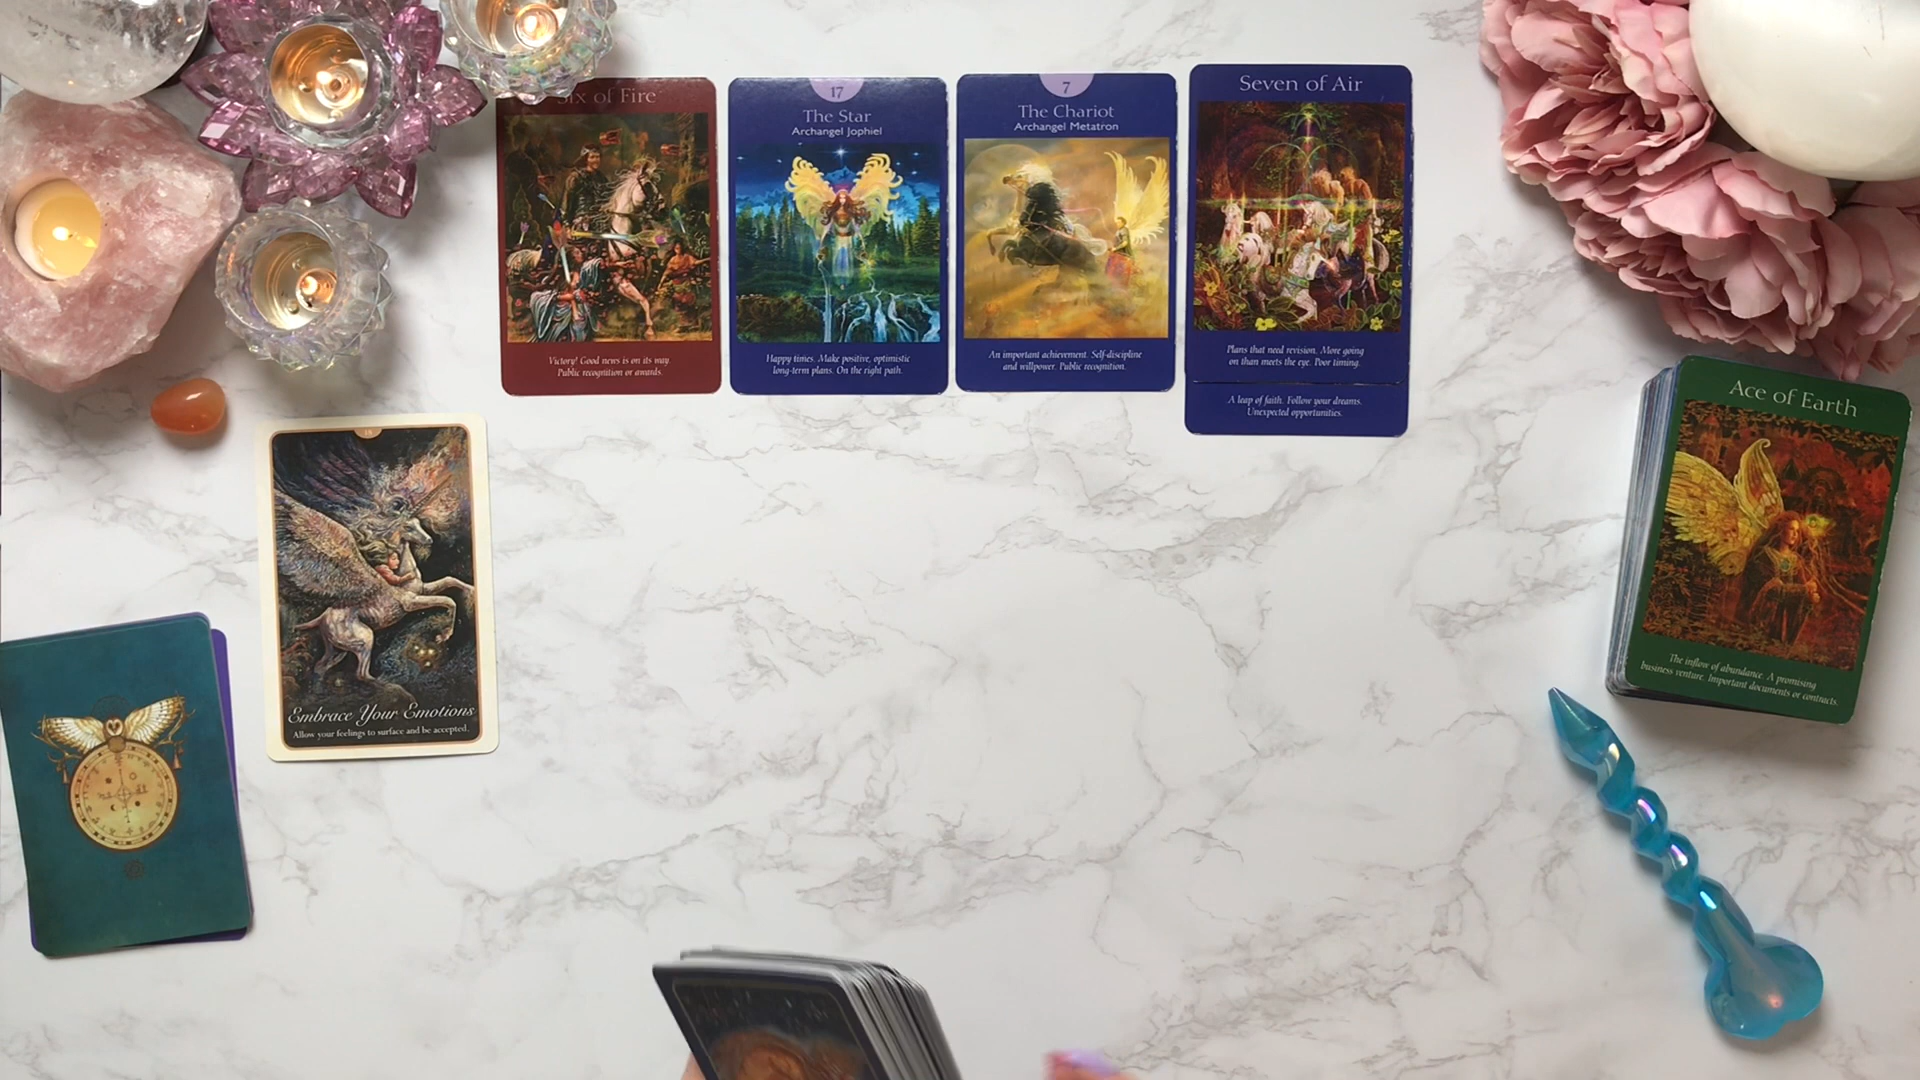 Six of Fire
Victory! Good news is on its way.
Public recognition or awards.
17
The Star
Archangel Jophiel
Happy times. Make positive, optimistic
long-term plans. On the right path.
7
The Chariot
Archangel Metatron
An important achievement. Self-discipline
and willpower. Public recognition.
Seven of Air
Plans that need revision. More going
on than meets the eye. Poor timing.
A leap of faith. Follow your dreams.
Unexpected opportunities.
Ace of Earth
The inflow of abundance. A promising
business venture. Important documents or contracts.
Embrace Your Emotions
Allow your feelings to surface and be accepted.